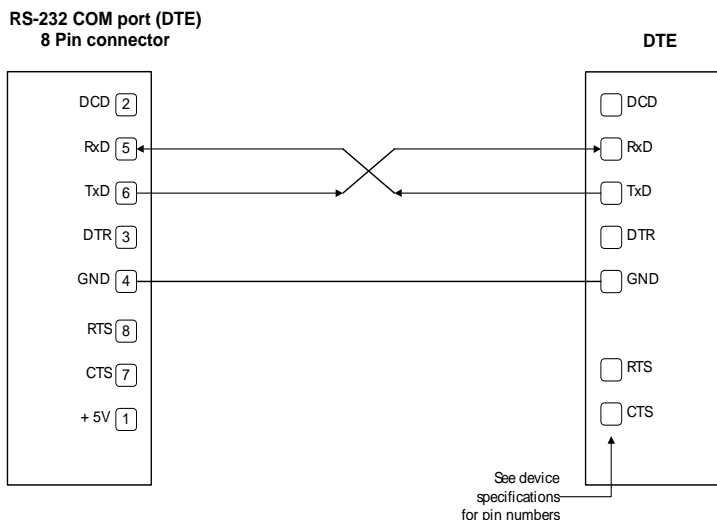 RS-232 COM port (DTE)
8 Pin connector
DTE
DCD 2
DCD
RxD 5
RxD
TxD 6
TxD
DTR 3
DTR
GND 4
GND
RTS 8
RTS
CTS 7
CTS
+ 5V 1
See device
specifications
for pin numbers